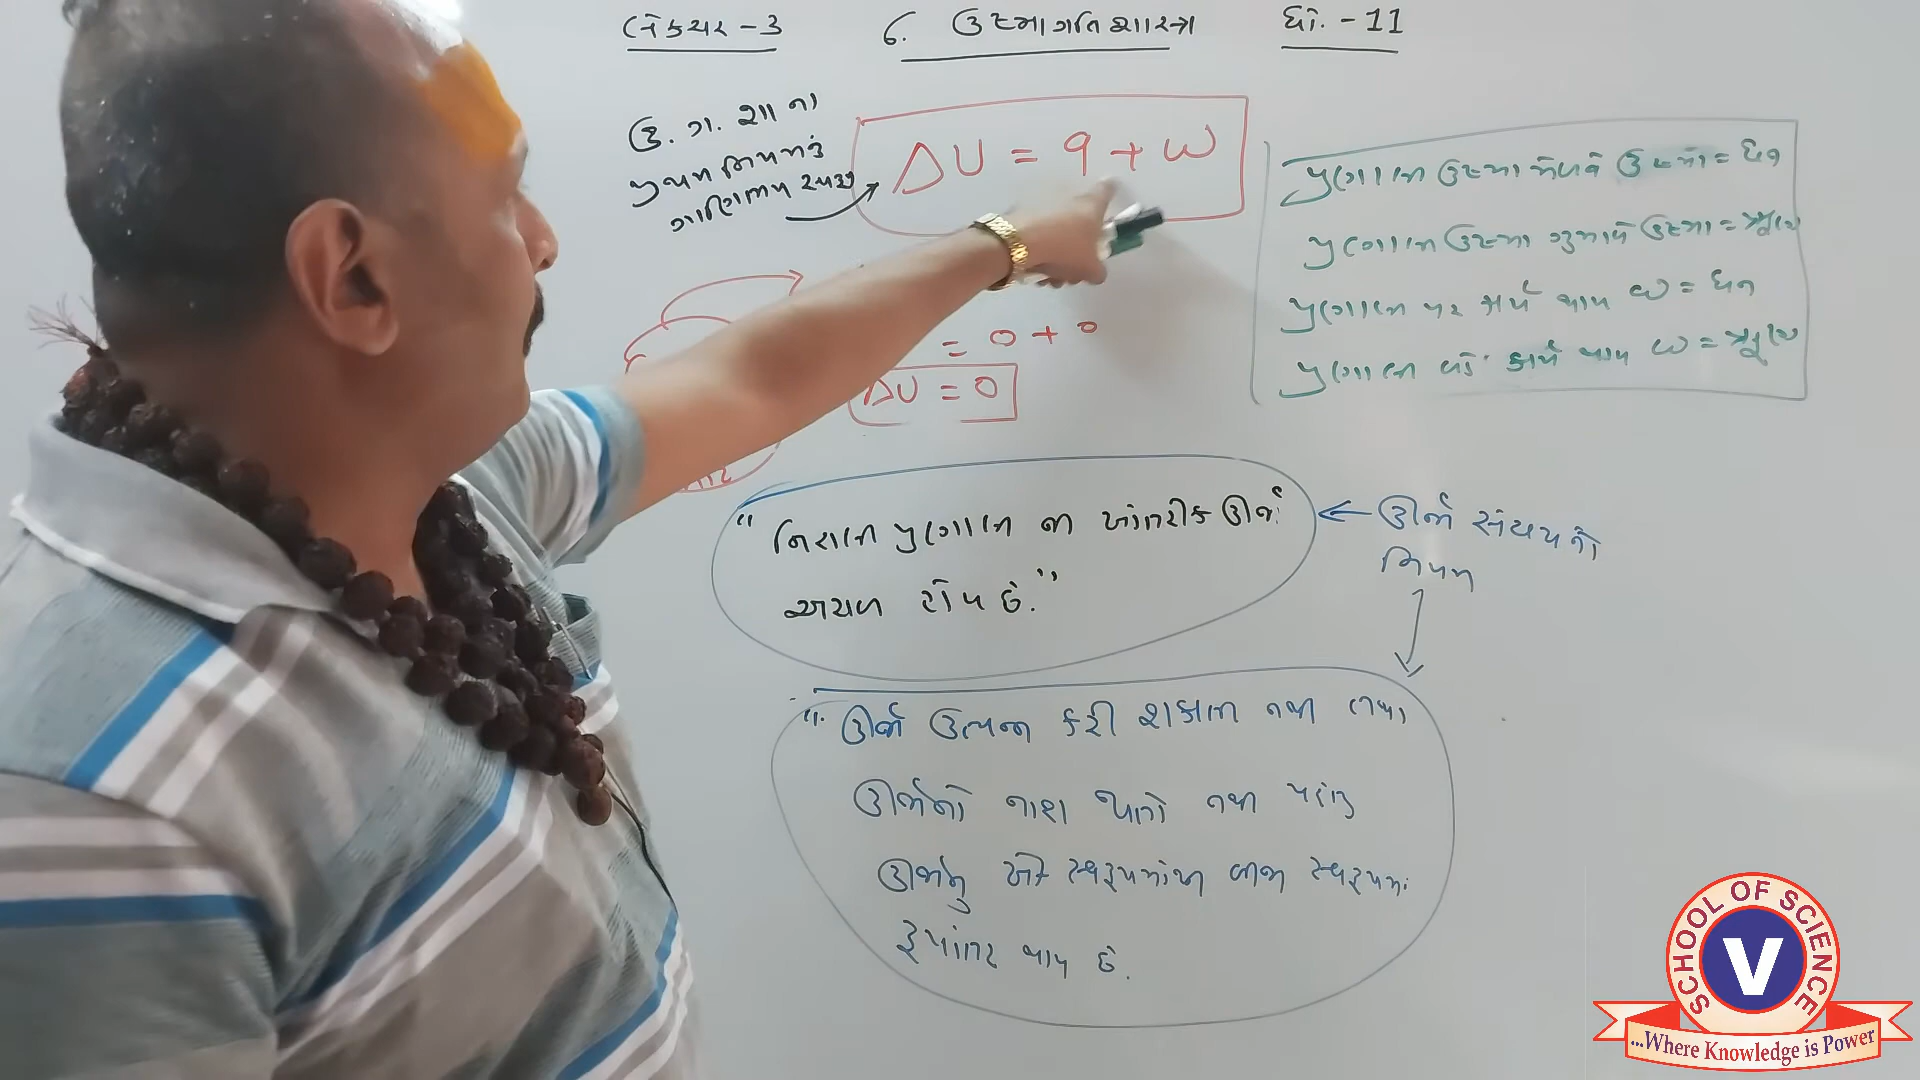 લેકચર - 3
6. ઉષ્માગતિશાસ્ત્ર
ધો. - 11
ઉ. ગ. શા ના
પ્રથમ નિયમનું
ગાણિતિક સ્વરૂપ
ΔU = q + w
= 0 + 0
ΔU = 0
પ્રણાલી ઉષ્મા મેળવે ઉષ્મા = ધન
પ્રણાલી ઉષ્મા ગુમાવે ઉષ્મા = ઋણ
પ્રણાલી પર કાર્ય થાય w = ધન
પ્રણાલી વડે કાર્ય થાય w = ઋણ
" નિરાળી પ્રણાલી ની આંતરીક ઊર્જા
અચળ હોય છે. "
ઊર્જા સંચયનો
નિયમ
" ઊર્જા ઉત્પન્ન કરી શકાતી નથી તથા
ઊર્જાનો નાશ થતો નથી પરંતુ
ઊર્જાનુ એક સ્વરૂપમાંથી બીજા સ્વરૂપમાં
રૂપાંતર થાય છે.
SCHOOL OF SCIENCE
V
...Where Knowledge is Power